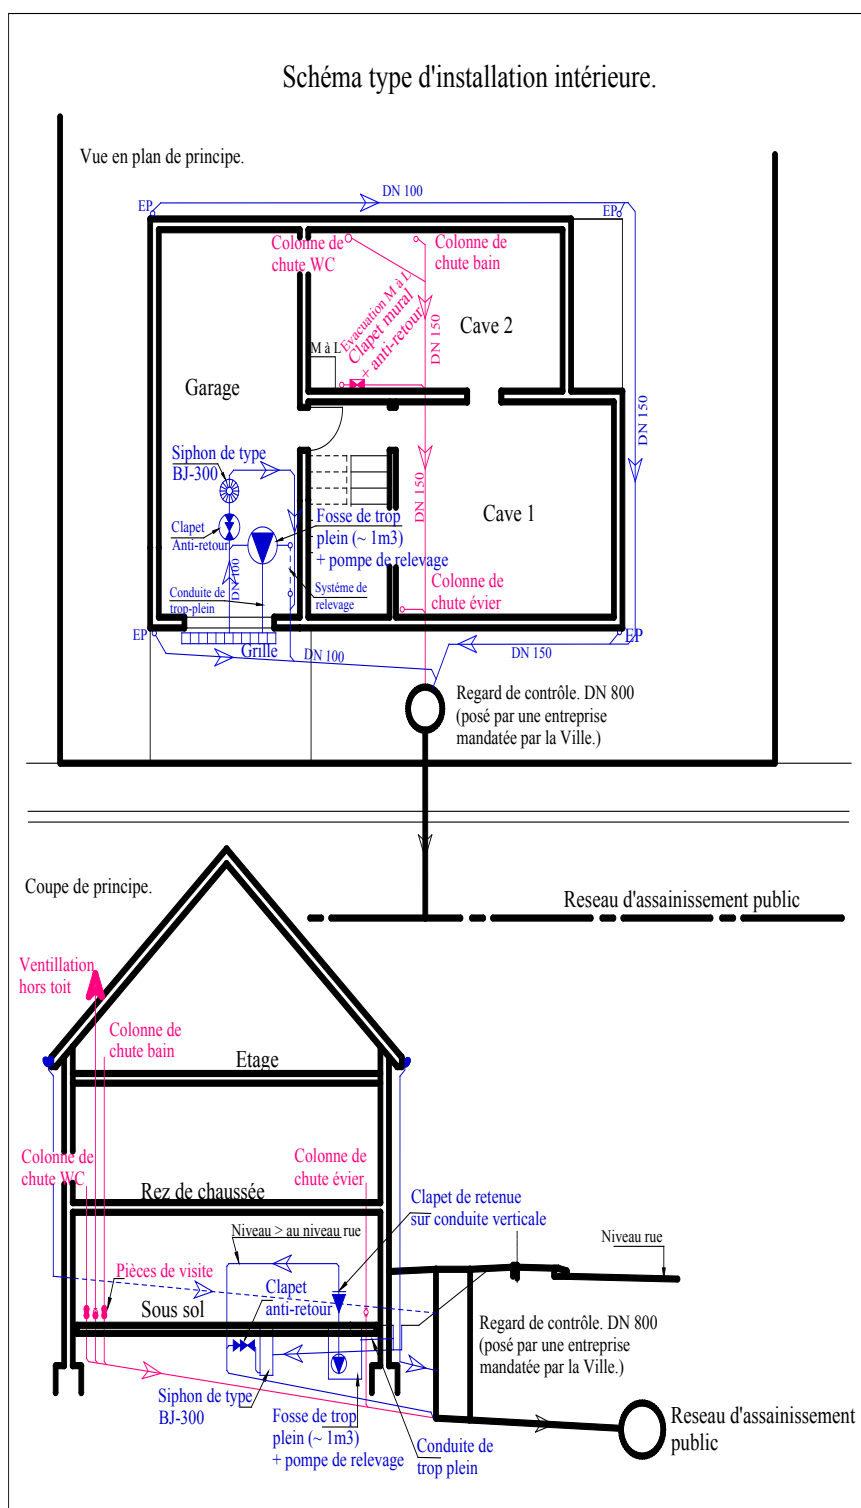 Schéma type d'installation intérieure.
Vue en plan de principe.
DN 100
EP
EP
Colonne de
chute WC
Colonne de
chute bain
Evacuation M à L
Clapet mural
+ anti-retour
DN 150
Cave 2
M à L
Garage
DN 150
Siphon de type
BJ-300
DN 150
Fosse de trop
plein (~ 1m3)
+ pompe de relevage
Cave 1
Clapet
Anti-retour
DN 100
Conduite de
trop-plein
Systéme de
relevage
Colonne de
chute évier
EP
Grille
DN 100
DN 150
EP
Regard de contrôle. DN 800
(posé par une entreprise
mandatée par la Ville.)
Coupe de principe.
Reseau d'assainissement public
Ventillation
hors toit
Colonne de
chute bain
Etage
Colonne de
chute WC
Colonne de
chute évier
Rez de chaussée
Clapet de retenue
sur conduite verticale
Niveau > au niveau rue
Niveau rue
Pièces de visite
Clapet
anti-retour
Sous sol
Regard de contrôle. DN 800
(posé par une entreprise
mandatée par la Ville.)
Siphon de type
BJ-300
Fosse de trop
plein (~ 1m3)
+ pompe de relevage
Conduite de
trop plein
Reseau d'assainissement
public